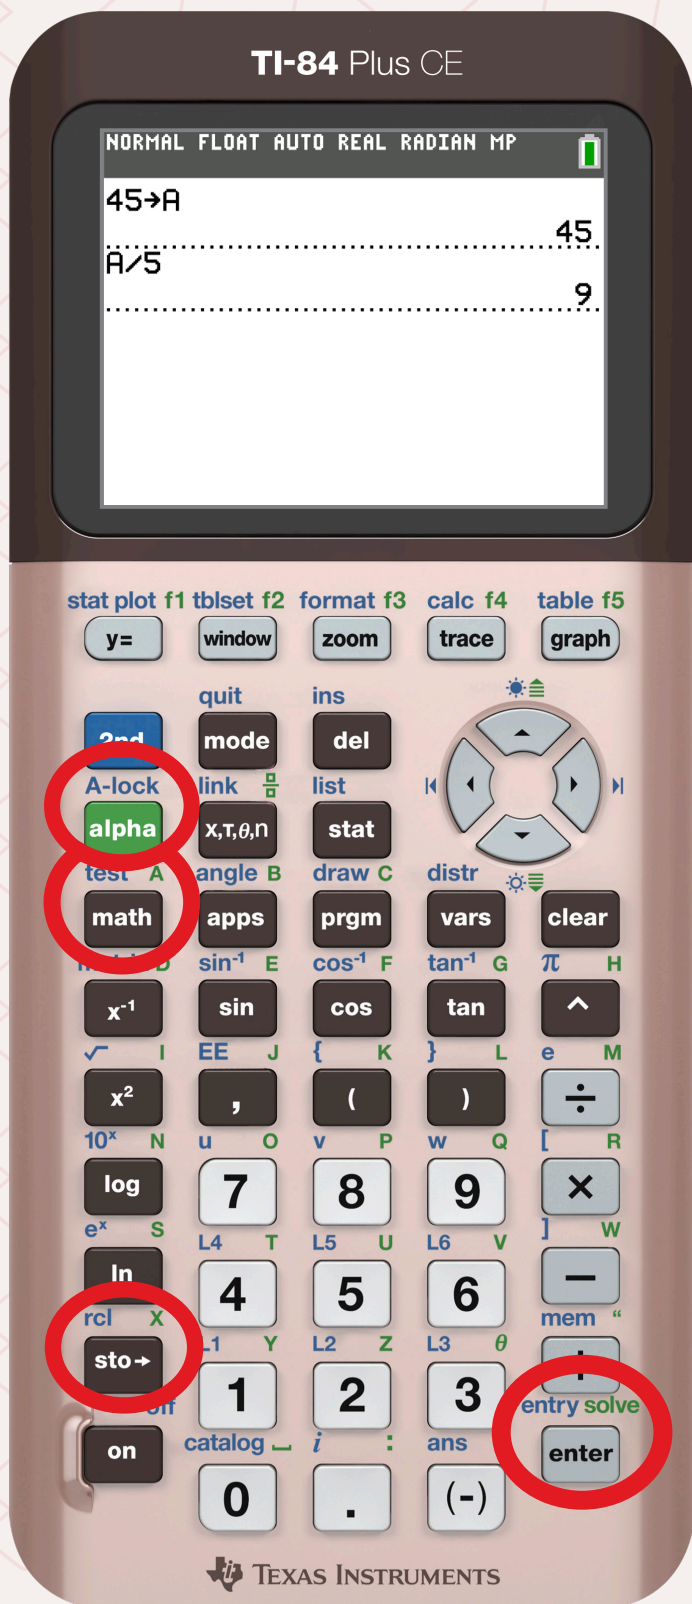 TI-84 Plus CE
NORMAL FLOAT AUTO REAL RADIAN MP
45→A
45
A/5
9
stat plot f1 tblset f2 format f3 calc f4 table f5
y= window zoom trace graph
quit ins
2nd mode del
A-lock link list
alpha X,T,θ,n stat
test A angle B draw C distr
math apps prgm vars clear
D sin⁻¹ E cos⁻¹ F tan⁻¹ G π H
x⁻¹ sin cos tan ^
√ I EE J { K } L e M
x² , ( ) ÷
10ˣ N u O v P w Q [ R
log 7 8 9 ×
eˣ S L4 T L5 U L6 V ] W
ln 4 5 6 −
rcl X L1 Y L2 Z L3 θ mem “
sto→ 1 2 3 +
off catalog i : ans entry solve
on 0 . (-) enter
TEXAS INSTRUMENTS